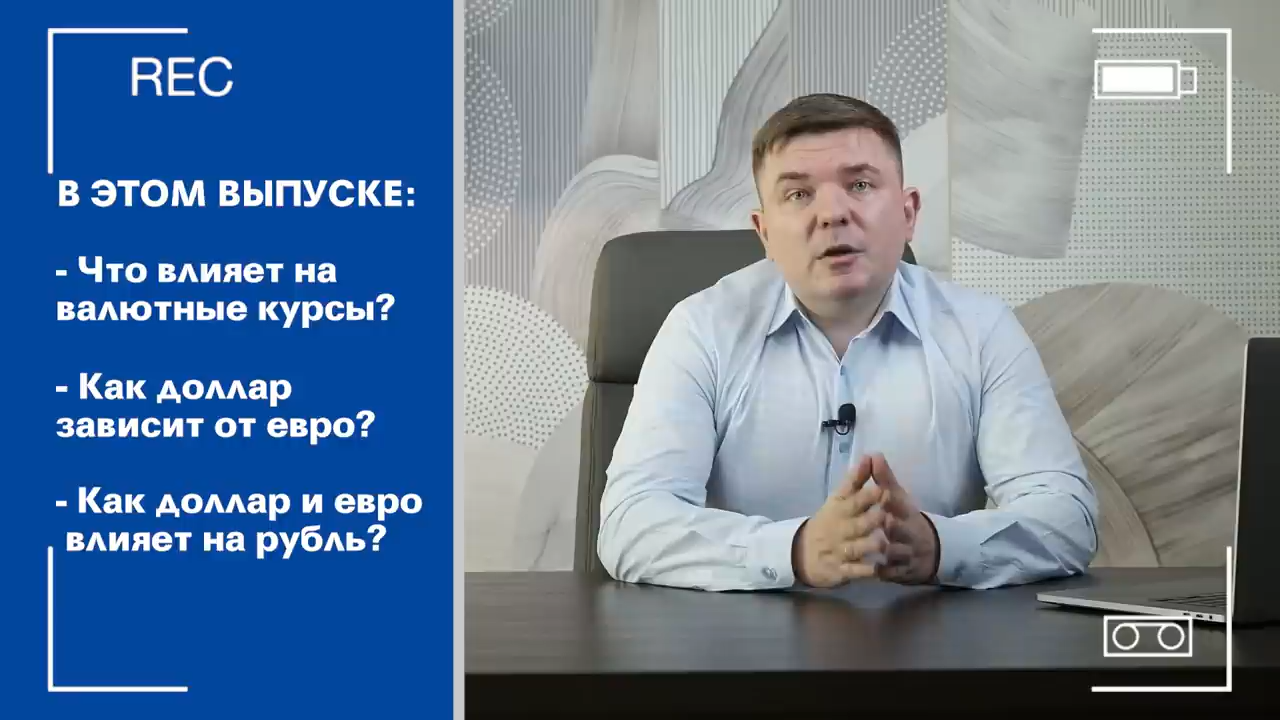 REC
В ЭТОМ ВЫПУСКЕ:
- Что влияет на
валютные курсы?
- Как доллар
зависит от евро?
- Как доллар и евро
влияет на рубль?